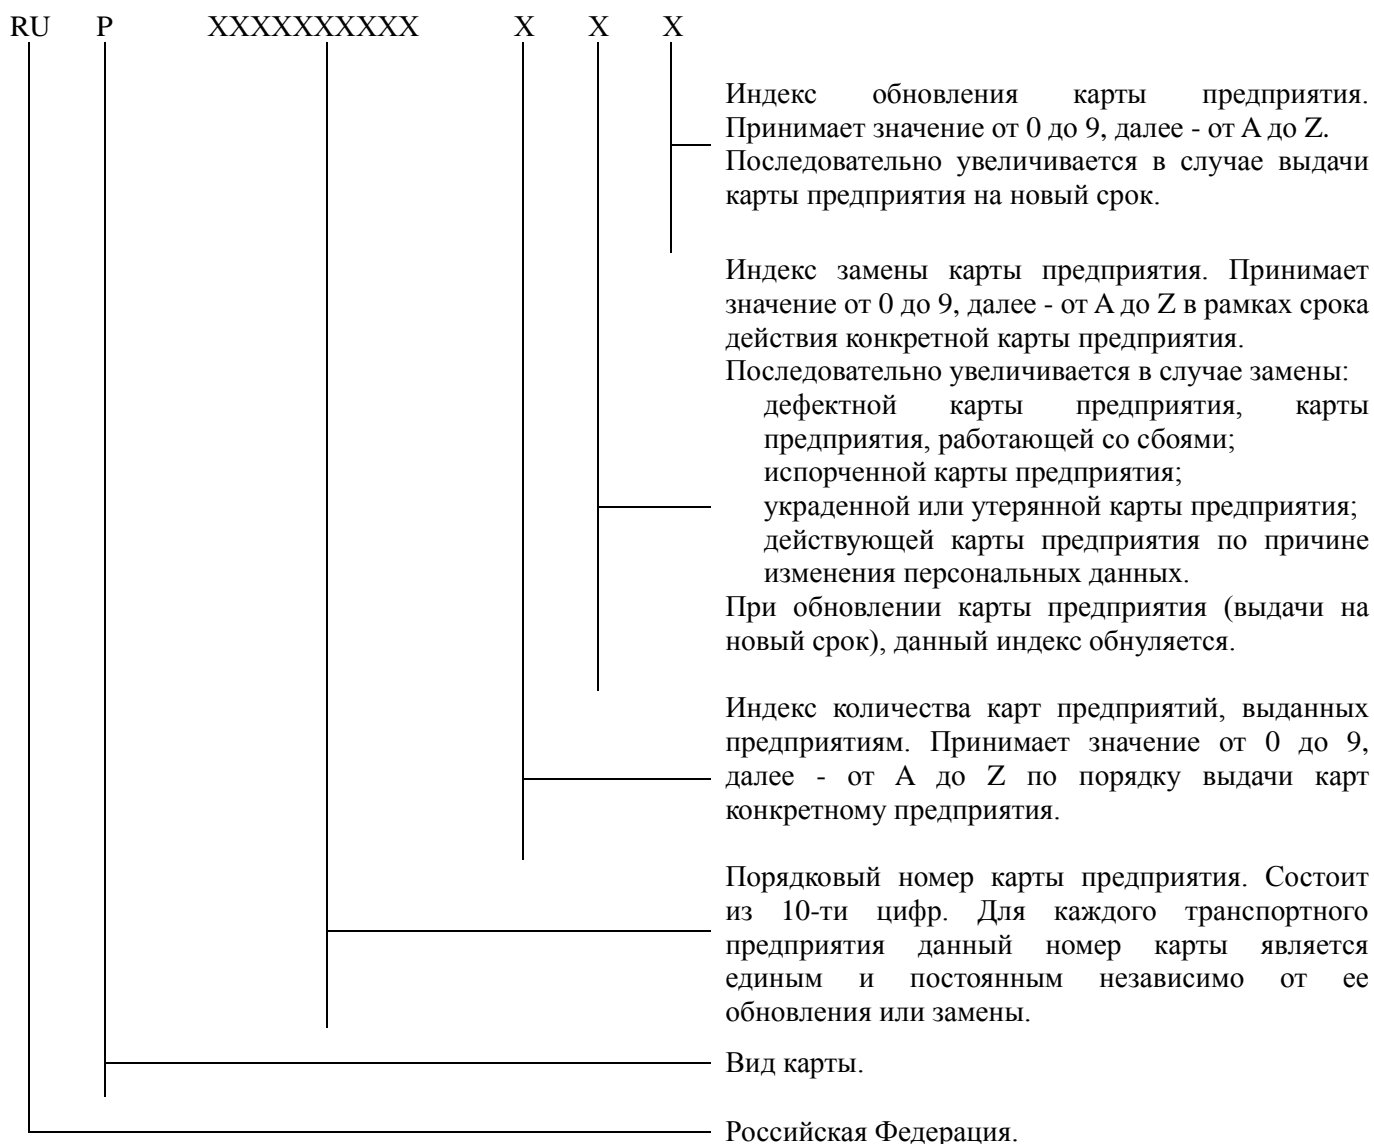 RU P XXXXXXXXXX X X X
Индекс обновления карты предприятия.
Принимает значение от 0 до 9, далее - от A до Z.
Последовательно увеличивается в случае выдачи
карты предприятия на новый срок.
Индекс замены карты предприятия. Принимает
значение от 0 до 9, далее - от A до Z в рамках срока
действия конкретной карты предприятия.
Последовательно увеличивается в случае замены:
дефектной карты предприятия, карты
предприятия, работающей со сбоями;
испорченной карты предприятия;
украденной или утерянной карты предприятия;
действующей карты предприятия по причине
изменения персональных данных.
При обновлении карты предприятия (выдачи на
новый срок), данный индекс обнуляется.
Индекс количества карт предприятий, выданных
предприятиям. Принимает значение от 0 до 9,
далее - от A до Z по порядку выдачи карт
конкретному предприятия.
Порядковый номер карты предприятия. Состоит
из 10-ти цифр. Для каждого транспортного
предприятия данный номер карты является
единым и постоянным независимо от ее
обновления или замены.
Вид карты.
Российская Федерация.